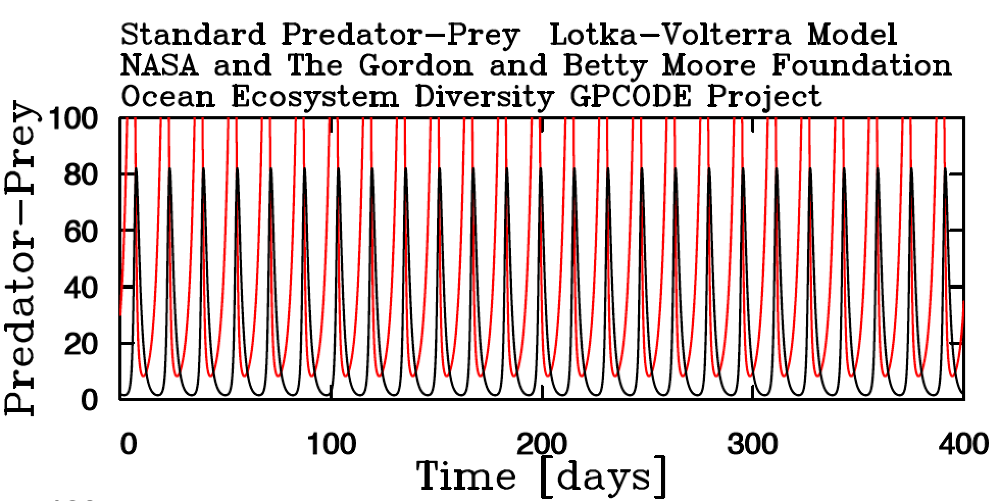 Standard Predator-Prey  Lotka-Volterra Model
NASA and The Gordon and Betty Moore Foundation
Ocean Ecosystem Diversity GPCODE Project
Predator-Prey
100
80
60
40
20
0
0 100 200 300 400
Time [days]